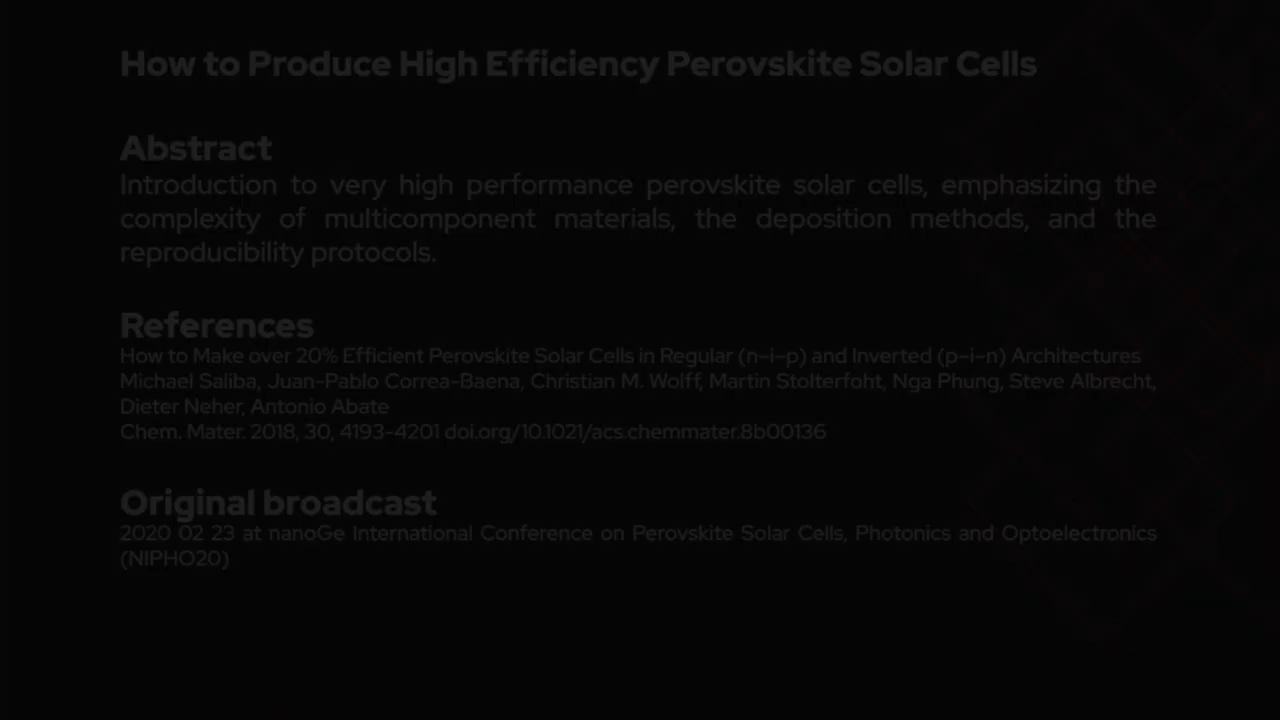 How to Produce High Efficiency Perovskite Solar Cells
Abstract
Introduction to very high performance perovskite solar cells, emphasizing the
complexity of multicomponent materials, the deposition methods, and the
reproducibility protocols.
References
How to Make over 20% Efficient Perovskite Solar Cells in Regular (n–i–p) and Inverted (p–i–n) Architectures
Michael Saliba, Juan-Pablo Correa-Baena, Christian M. Wolff, Martin Stolterfoht, Nga Phung, Steve Albrecht,
Dieter Neher, Antonio Abate
Chem. Mater. 2018, 30, 4193-4201 doi.org/10.1021/acs.chemmater.8b00136
Original broadcast
2020 02 23 at nanoGe International Conference on Perovskite Solar Cells, Photonics and Optoelectronics
(NIPHO20)